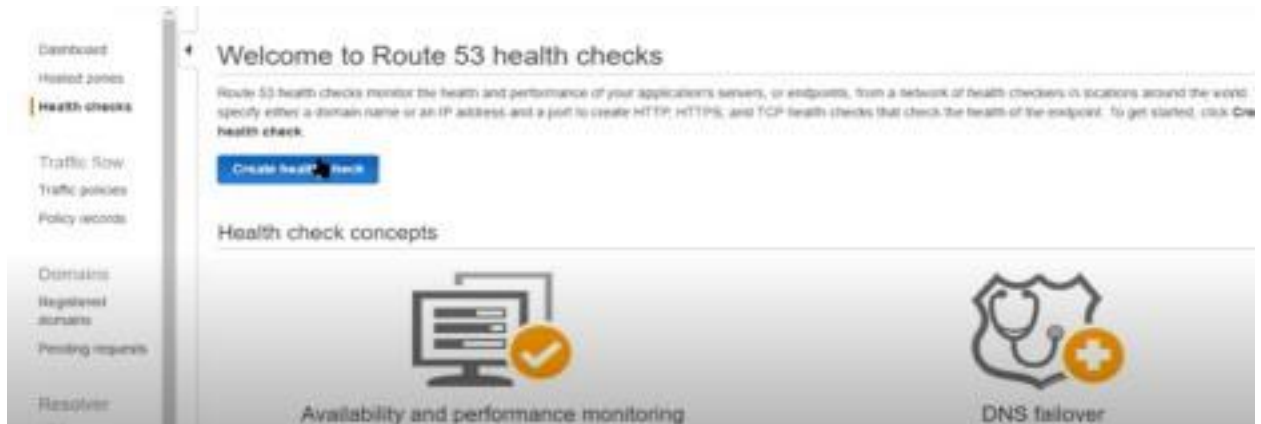 Dashboard
Hosted zones
Health checks
Traffic flow
Traffic policies
Policy records
Domains
Registered
domains
Pending requests
Resolver
Welcome to Route 53 health checks
Route 53 health checks monitor the health and performance of your application's servers, or endpoints, from a network of health checkers in locations around the world.
specify either a domain name or an IP address and a port to create HTTP, HTTPS, and TCP health checks that check the health of the endpoint. To get started, click Cre
health check.
Create health check
Health check concepts
Availability and performance monitoring
DNS failover